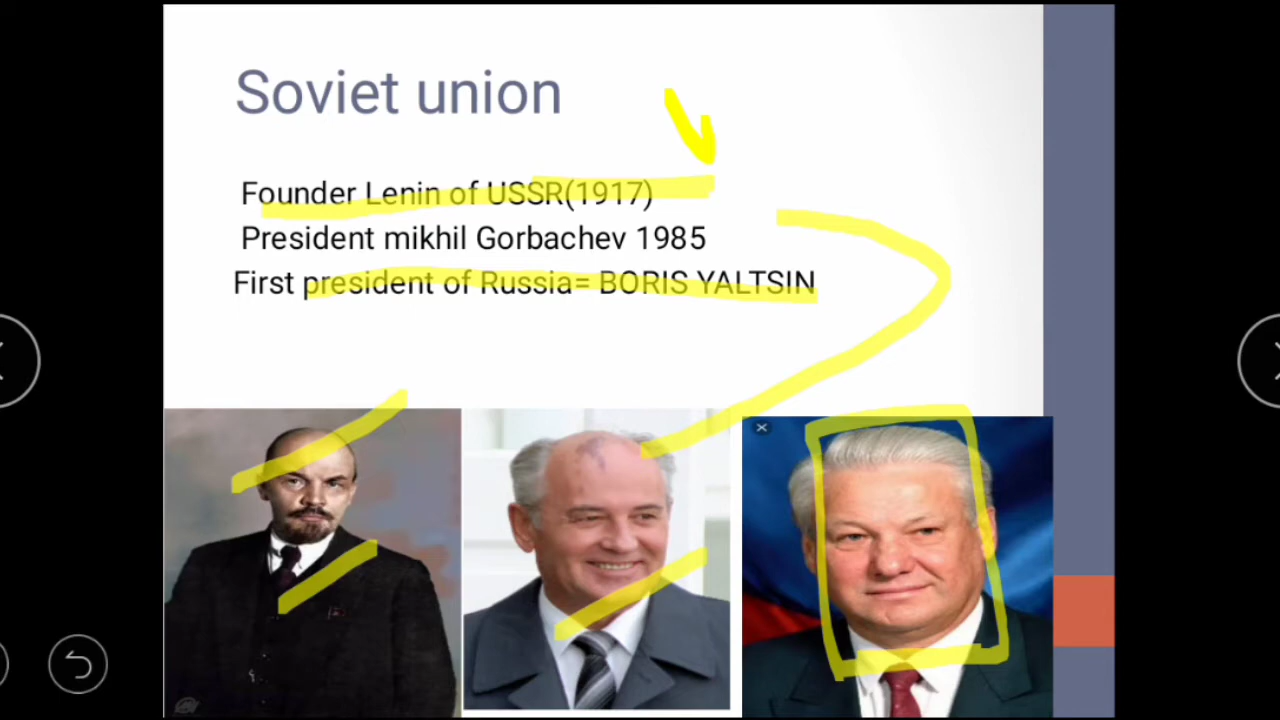 Soviet union
Founder Lenin of USSR(1917)
President mikhil Gorbachev 1985
First president of Russia= BORIS YALTSIN